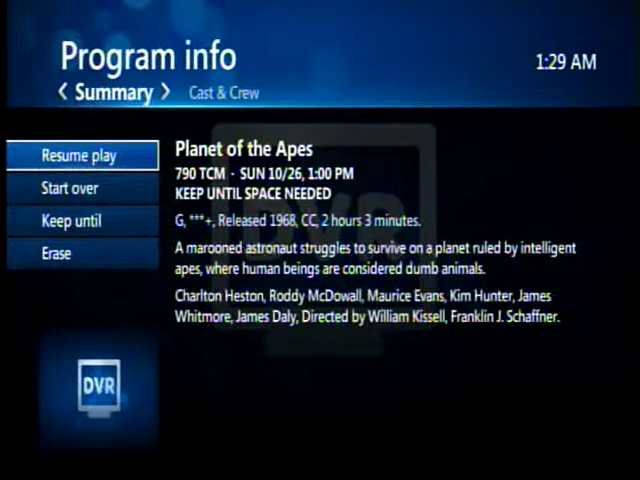 Program info
1:29 AM
< Summary > Cast & Crew
Resume play
Start over
Keep until
Erase
Planet of the Apes
790 TCM - SUN 10/26, 1:00 PM
KEEP UNTIL SPACE NEEDED
G, ***+, Released 1968, CC, 2 hours 3 minutes.
A marooned astronaut struggles to survive on a planet ruled by intelligent
apes, where human beings are considered dumb animals.
Charlton Heston, Roddy McDowall, Maurice Evans, Kim Hunter, James
Whitmore, James Daly, Directed by William Kissell, Franklin J. Schaffner.
DVR
DVR